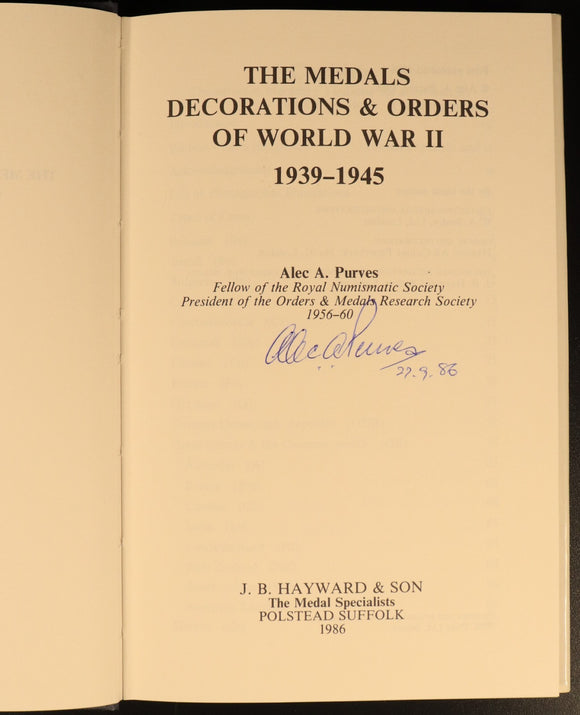 THE MEDALS
DECORATIONS & ORDERS
OF WORLD WAR II
1939–1945
Alec A. Purves
Fellow of the Royal Numismatic Society
President of the Orders & Medals Research Society
1956–60
Alec A Purves
27.9.86
J. B. HAYWARD & SON
The Medal Specialists
POLSTEAD SUFFOLK
1986